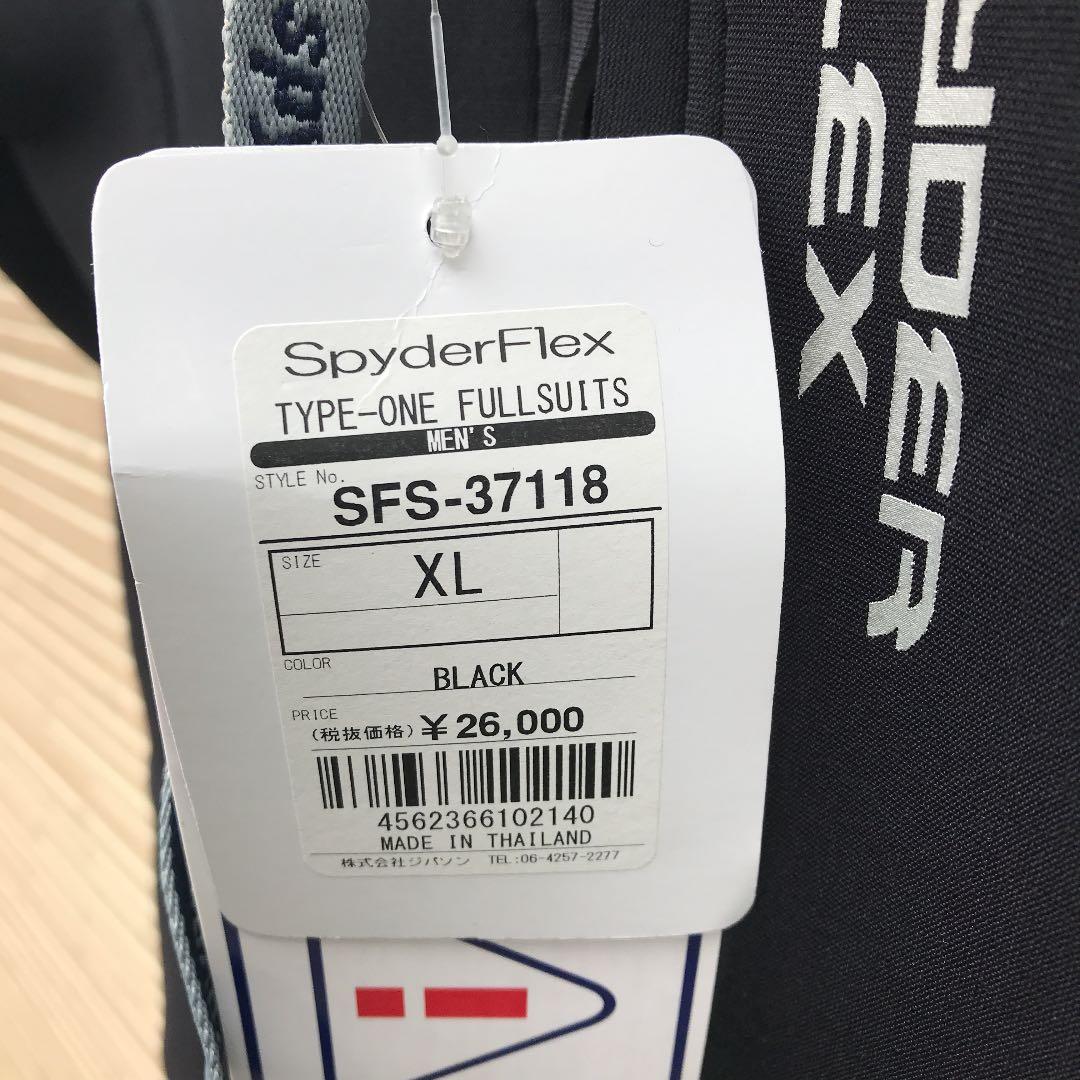 SpyderFlex
TYPE-ONE FULLSUITS
MEN'S
STYLE No.
SFS-37118
SIZE
XL
COLOR
BLACK
PRICE
(税抜価格) ¥26,000
4562366102140
MADE IN THAILAND
株式会社ジパソン TEL:06-4257-2277